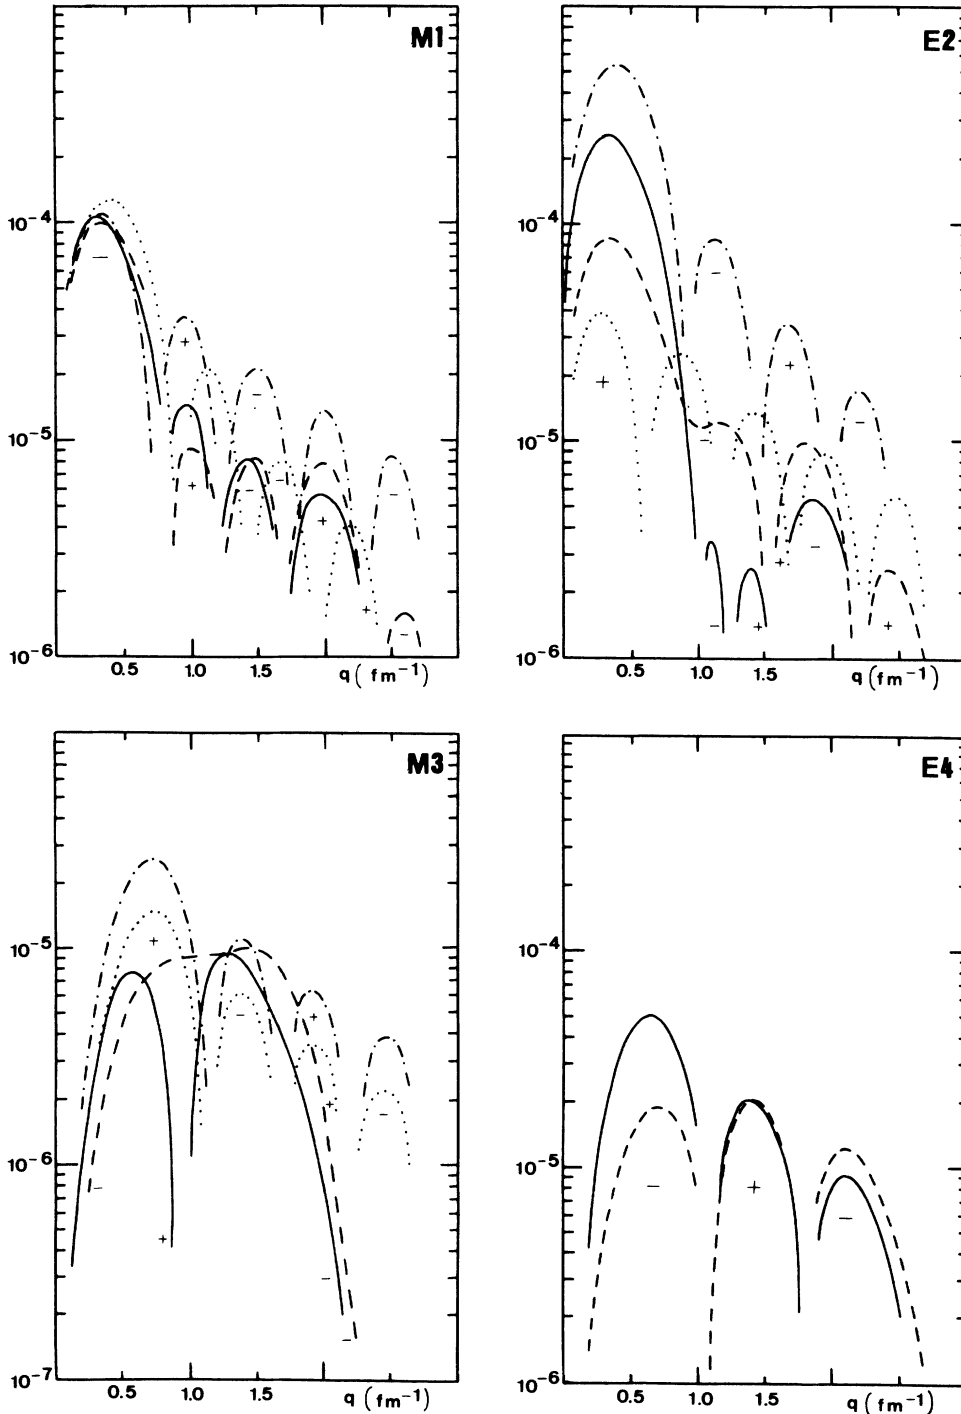 M1
10⁻⁴
−
+
−
10⁻⁵
+ − −
− + +
−
10⁻⁶
0.5 1.0 1.5 q (fm⁻¹)
E2
10⁻⁴
−
+
+ −
10⁻⁵
−
− +
− + +
10⁻⁶
0.5 1.0 1.5 q (fm⁻¹)
M3
10⁻⁵
+
− +
+ −
10⁻⁶
−
+
−
−
10⁻⁷
0.5 1.0 1.5 q (fm⁻¹)
E4
10⁻⁴
10⁻⁵
− +
−
10⁻⁶
0.5 1.0 1.5 q (fm⁻¹)